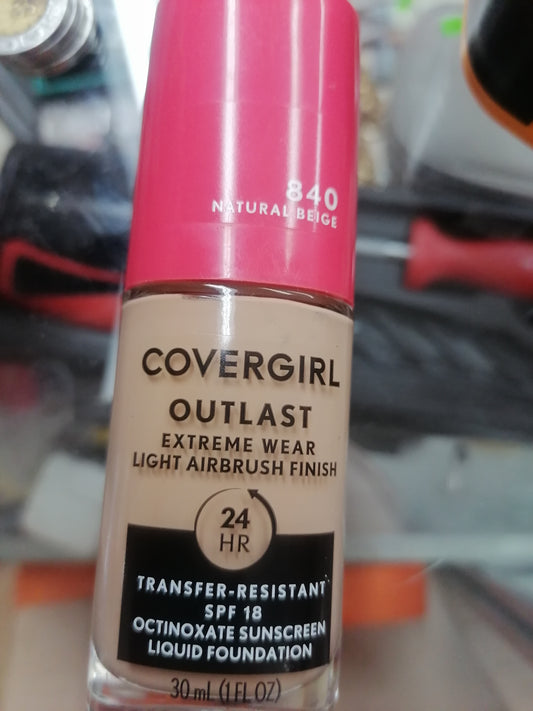 840
NATURAL BEIGE
COVERGIRL
OUTLAST
EXTREME WEAR
LIGHT AIRBRUSH FINISH
24
HR
TRANSFER-RESISTANT
SPF 18
OCTINOXATE SUNSCREEN
LIQUID FOUNDATION
30 mL (1 FL OZ)